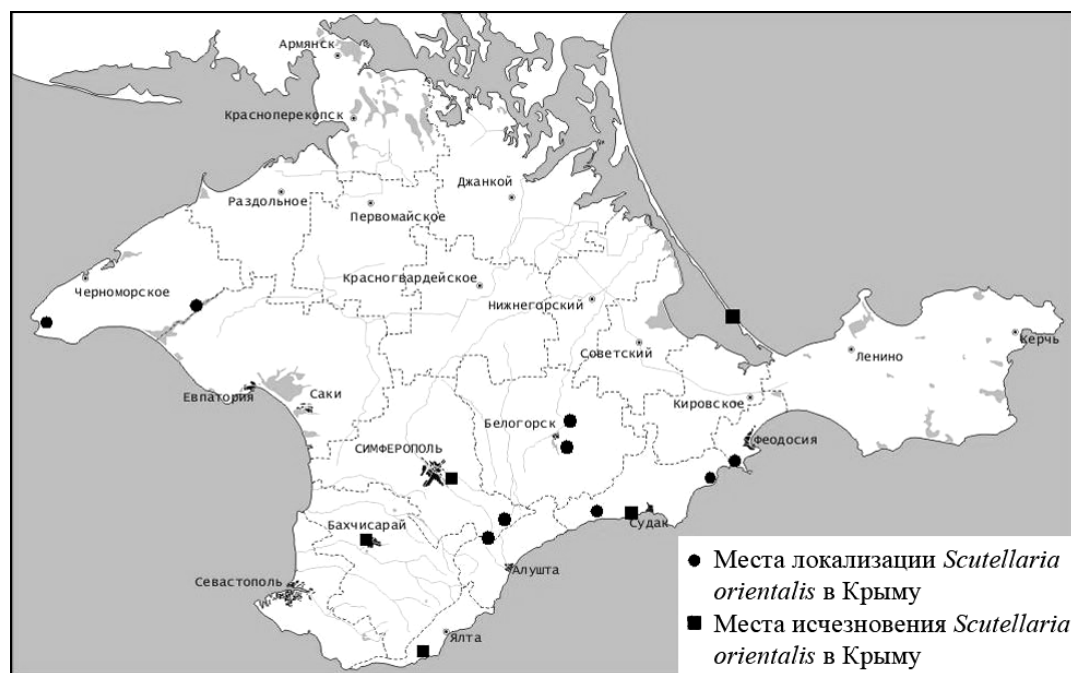 Армянск
Красноперекопск
Джанкой
Раздольное
Первомайское
Черноморское
Красногвардейское
Нижнегорский
Советский
Керчь
Ленино
Евпатория
Саки
Кировское
Белогорск
Феодосия
СИМФЕРОПОЛЬ
Судак
Бахчисарай
Севастополь
Алушта
Ялта
Места локализации Scutellaria
orientalis в Крыму
Места исчезновения Scutellaria
orientalis в Крыму